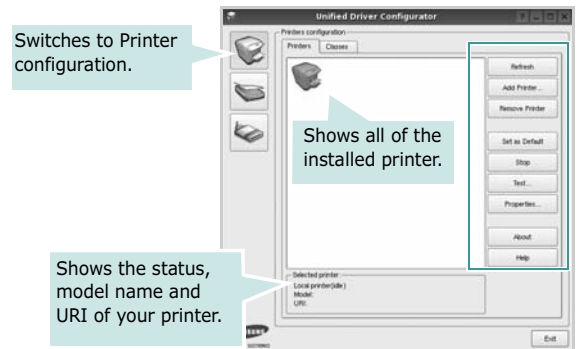 Unified Driver Configurator
Switches to Printer
configuration.
Printers configuration
Printers Classes
Refresh
Add Printer...
Remove Printer
Shows all of the
installed printer.
Set as Default
Stop
Test...
Properties...
About
Help
Shows the status,
model name and
URI of your printer.
Selected printer:
Local printer(idle)
Model:
URI:
Exit